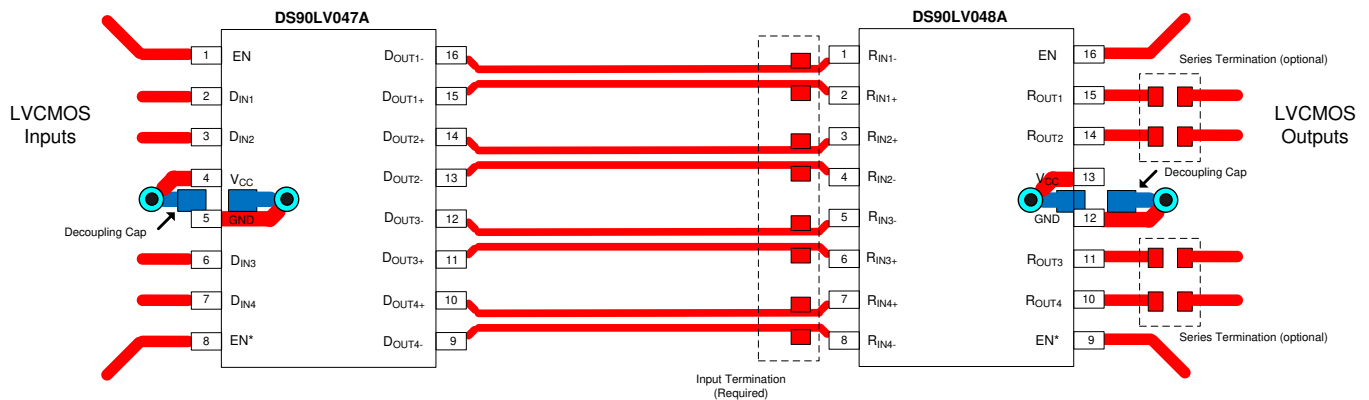 DS90LV047A
DS90LV048A
LVCMOS
Inputs
1 EN
2 DIN1
3 DIN2
4 VCC
5 GND
6 DIN3
7 DIN4
8 EN*
Decoupling Cap
DOUT1- 16
DOUT1+ 15
DOUT2+ 14
DOUT2- 13
DOUT3- 12
DOUT3+ 11
DOUT4+ 10
DOUT4- 9
Input Termination
(Required)
1 RIN1-
2 RIN1+
3 RIN2+
4 RIN2-
5 RIN3-
6 RIN3+
7 RIN4+
8 RIN4-
EN 16
ROUT1 15
ROUT2 14
VCC 13
GND 12
ROUT3 11
ROUT4 10
EN* 9
Series Termination (optional)
LVCMOS
Outputs
Decoupling Cap
Series Termination (optional)